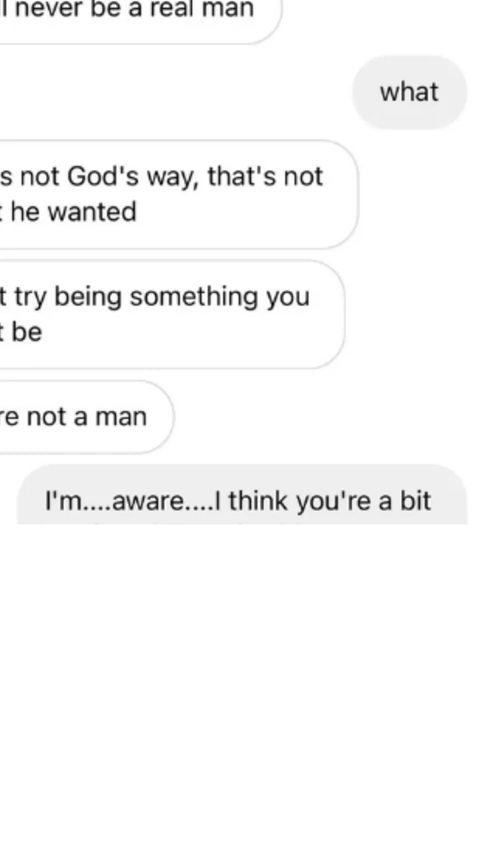 never be a real man
what
not God's way, that's not
he wanted
try being something you
be
not a man
I'm....aware....I think you're a bit